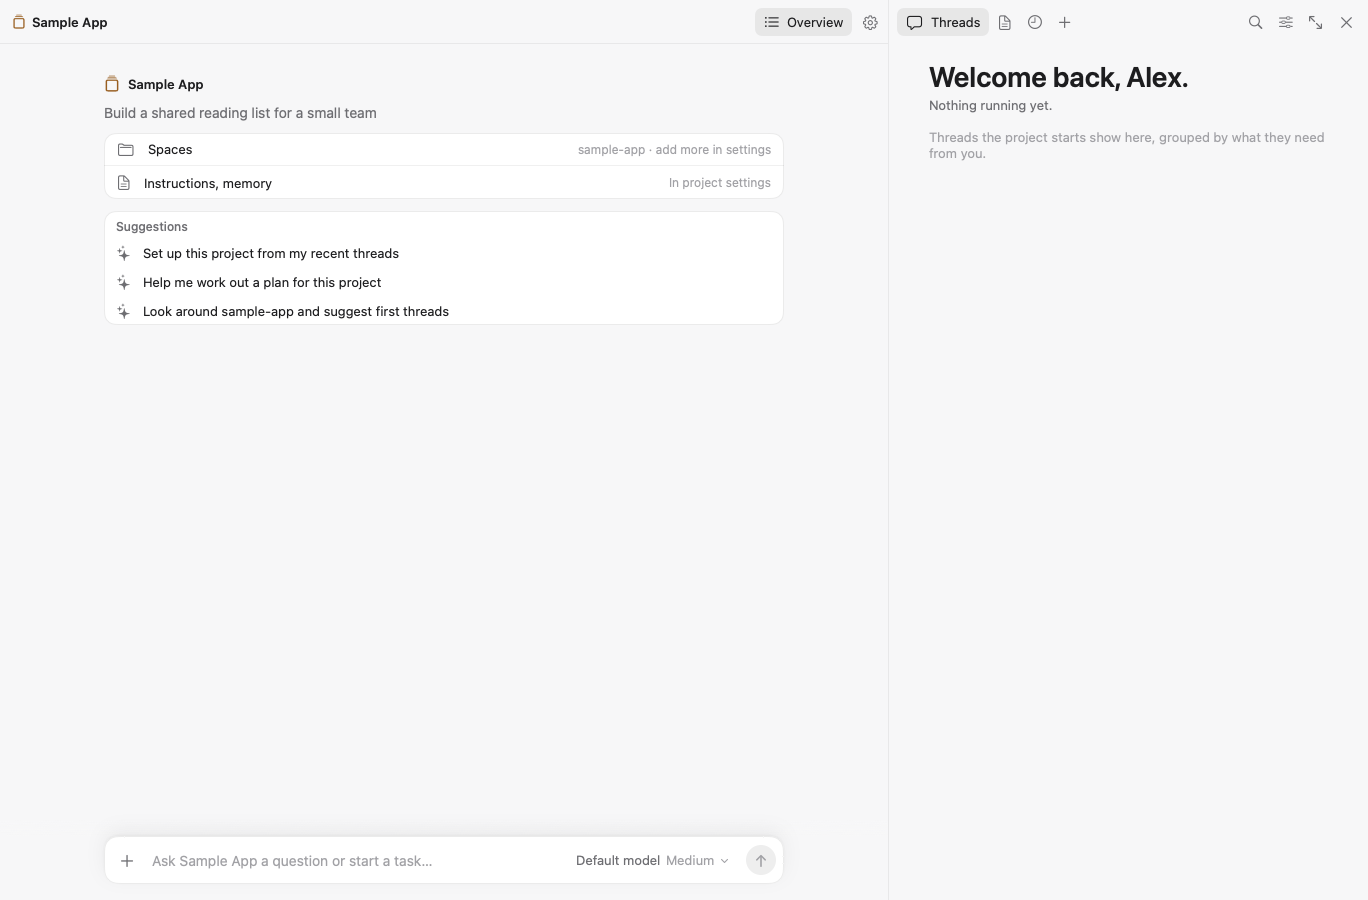 Sample App
Overview
Threads
Sample App
Build a shared reading list for a small team
Spaces
sample-app · add more in settings
Instructions, memory
In project settings
Suggestions
Set up this project from my recent threads
Help me work out a plan for this project
Look around sample-app and suggest first threads
Ask Sample App a question or start a task...
Default model Medium
Welcome back, Alex.
Nothing running yet.
Threads the project starts show here, grouped by what they need
from you.